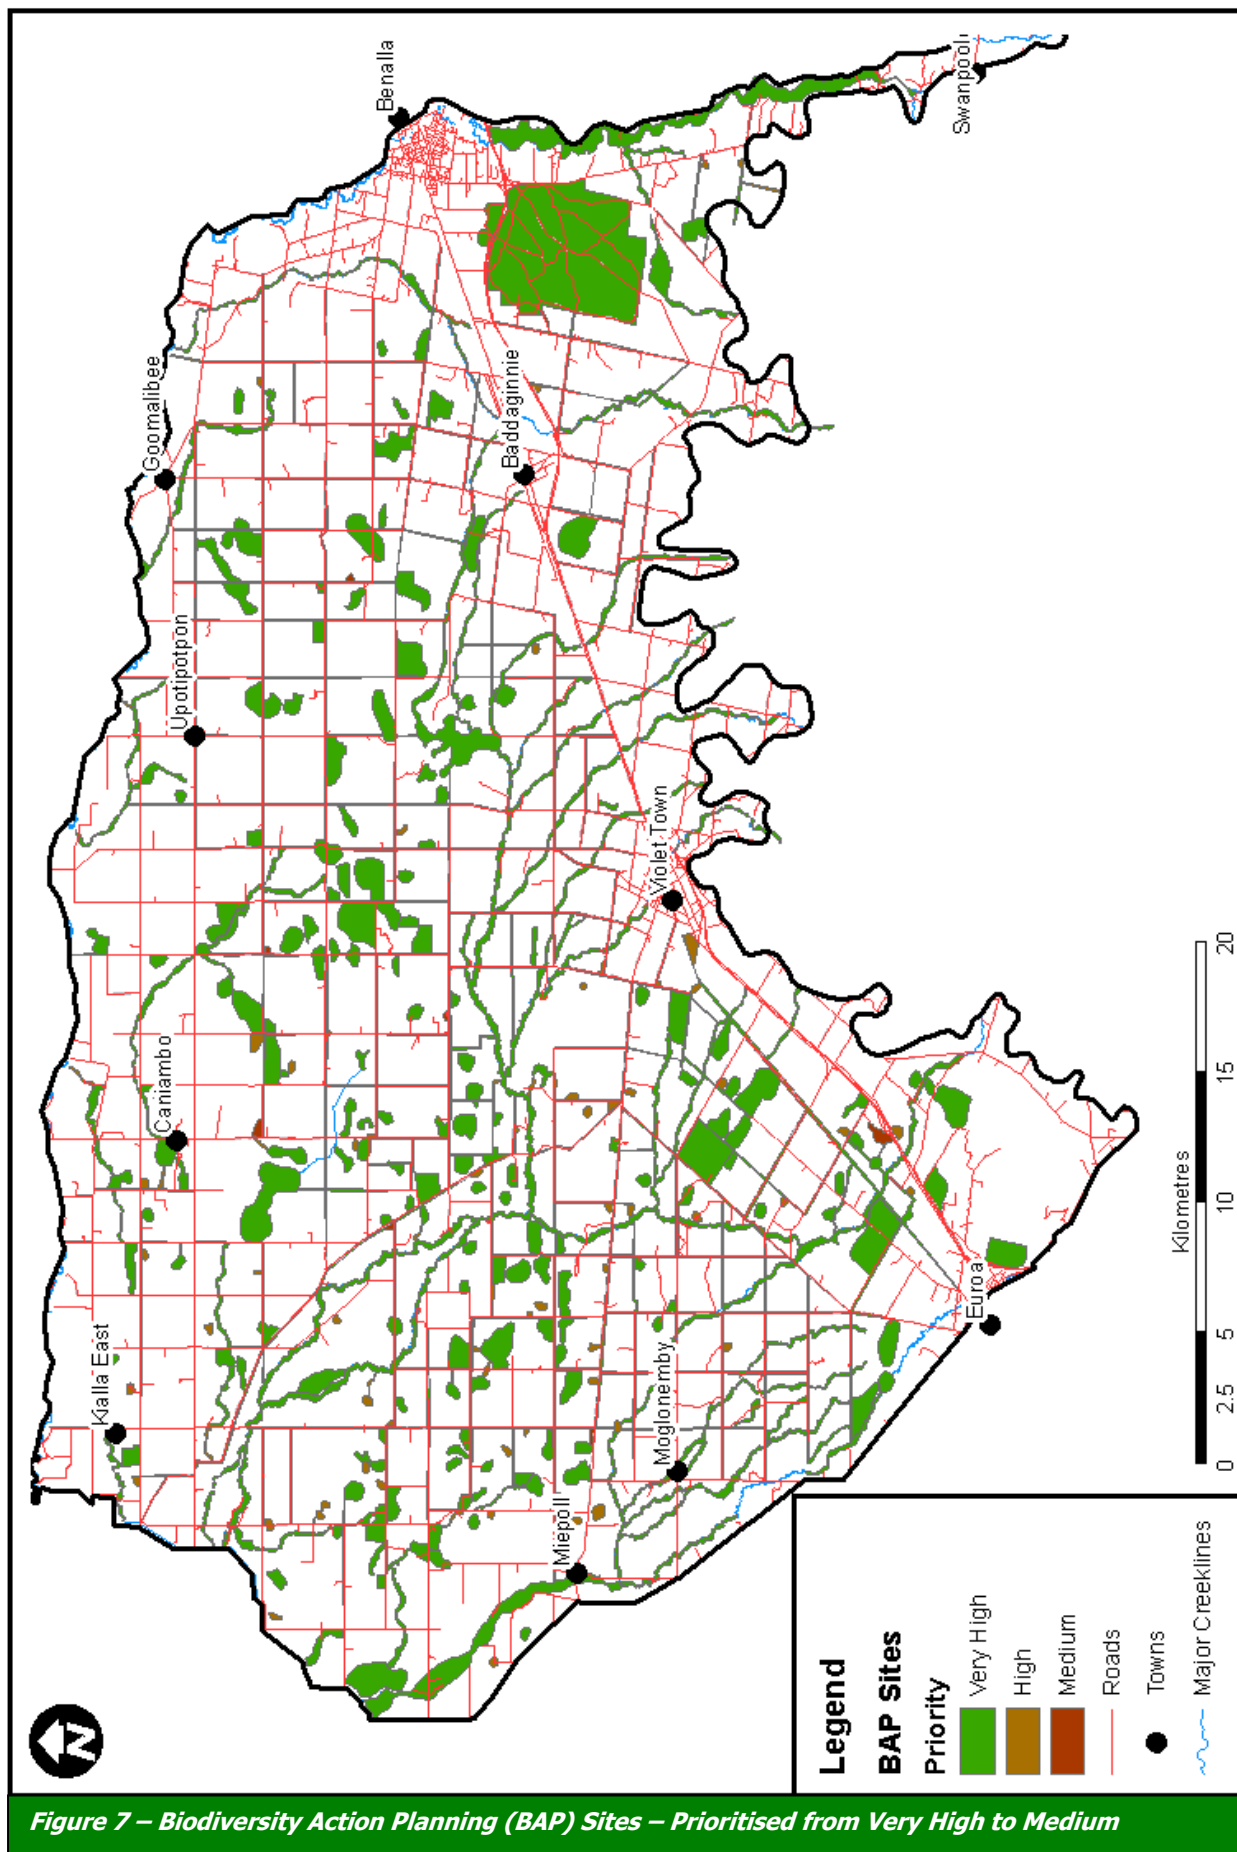 Benalla
Swanpool
Goomalibee
Baddaginnie
Upotipotpon
Violet Town
Caniambo
Kialla East
Euroa
Moglonemby
Miepoll
Kilometres
0 2.5 5 10 15 20
N
Legend
BAP Sites
Priority
Very High
High
Medium
Roads
Towns
Major Creeklines
Figure 7 – Biodiversity Action Planning (BAP) Sites – Prioritised from Very High to Medium